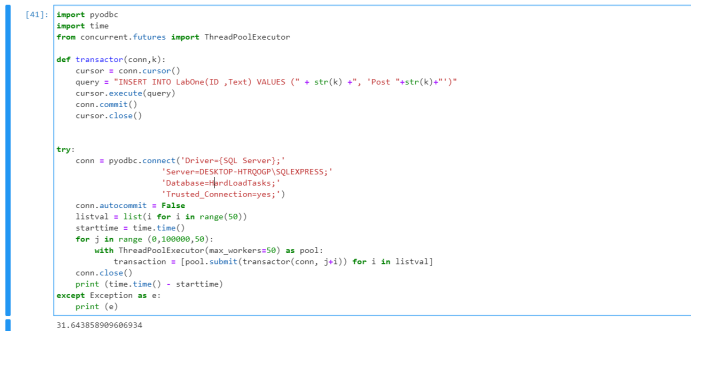 [41]: import pyodbc
import time
from concurrent.futures import ThreadPoolExecutor
def transactor(conn,k):
    cursor = conn.cursor()
    query = "INSERT INTO LabOne(ID ,Text) VALUES (" + str(k) +", 'Post "+str(k)+"')"
    cursor.execute(query)
    conn.commit()
    cursor.close()
try:
    conn = pyodbc.connect('Driver={SQL Server};'
                      'Server=DESKTOP-HTRQOGP\SQLEXPRESS;'
                      'Database=HardLoadTasks;'
                      'Trusted_Connection=yes;')
    conn.autocommit = False
    listval = list(i for i in range(50))
    starttime = time.time()
    for j in range (0,100000,50):
        with ThreadPoolExecutor(max_workers=50) as pool:
            transaction = [pool.submit(transactor(conn, j+i)) for i in listval]
    conn.close()
    print (time.time() - starttime)
except Exception as e:
    print (e)
31.643858909606934